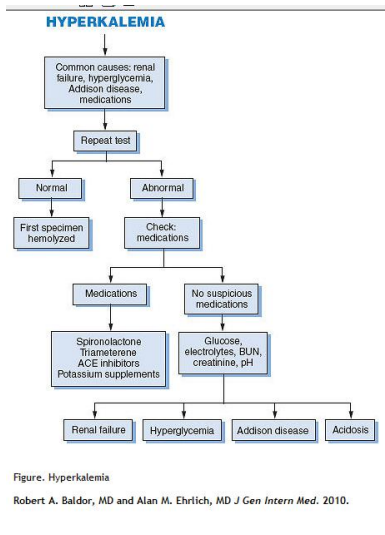 HYPERKALEMIA
Common causes: renal
failure, hyperglycemia,
Addison disease,
medications
Repeat test
Normal
Abnormal
First specimen
hemolyzed
Check:
medications
Medications
No suspicious
medications
Spironolactone
Triameterene
ACE inhibitors
Potassium supplements
Glucose,
electrolytes, BUN,
creatinine, pH
Renal failure
Hyperglycemia
Addison disease
Acidosis
Figure. Hyperkalemia
Robert A. Baldor, MD and Alan M. Ehrlich, MD J Gen Intern Med. 2010.